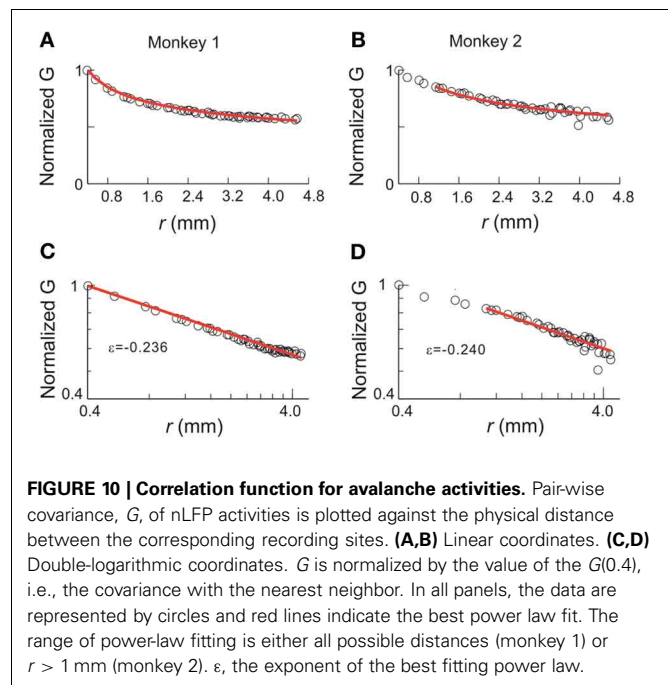 A
Monkey 1
B
Monkey 2
Normalized G
1
0
0.8 1.6 2.4 3.2 4.0 4.8
r (mm)
Normalized G
1
0
0.8 1.6 2.4 3.2 4.0 4.8
r (mm)
C
Normalized G
1
ε=-0.236
0.4
0.4 4.0
r (mm)
D
Normalized G
1
ε=-0.240
0.4
0.4 4.0
r (mm)
FIGURE 10 | Correlation function for avalanche activities. Pair-wise
covariance, G, of nLFP activities is plotted against the physical distance
between the corresponding recording sites. (A,B) Linear coordinates. (C,D)
Double-logarithmic coordinates. G is normalized by the value of the G(0.4),
i.e., the covariance with the nearest neighbor. In all panels, the data are
represented by circles and red lines indicate the best power law fit. The
range of power-law fitting is either all possible distances (monkey 1) or
r > 1 mm (monkey 2). ε, the exponent of the best fitting power law.